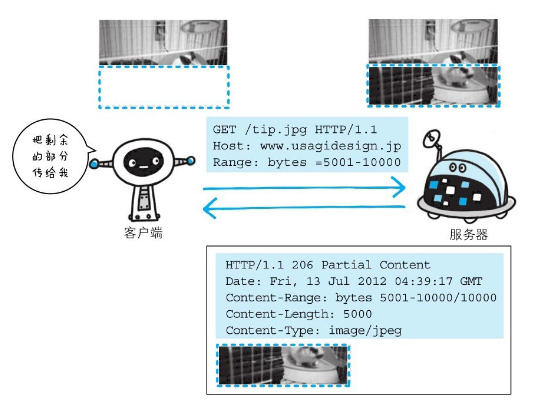 把剩余
的部分
传给我
GET /tip.jpg HTTP/1.1
Host: www.usagidesign.jp
Range: bytes =5001-10000
客户端
服务器
HTTP/1.1 206 Partial Content
Date: Fri, 13 Jul 2012 04:39:17 GMT
Content-Range: bytes 5001-10000/10000
Content-Length: 5000
Content-Type: image/jpeg